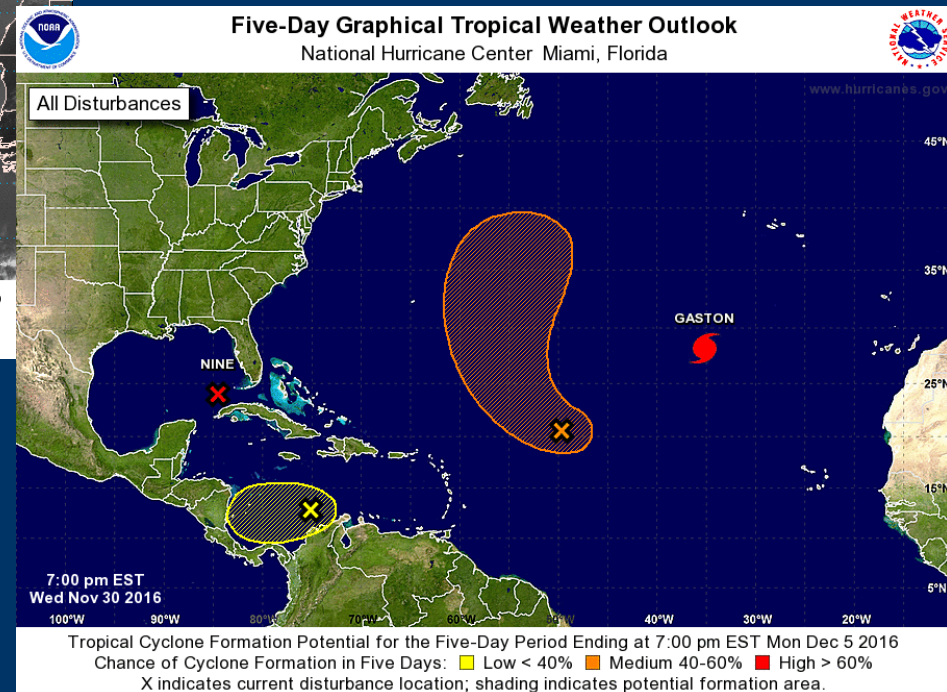 Five-Day Graphical Tropical Weather Outlook
National Hurricane Center Miami, Florida
NOAA
All Disturbances
www.hurricanes.gov
45°N
35°N
GASTON
NINE
25°N
15°N
5°N
7:00 pm EST
Wed Nov 30 2016
100°W 90°W 80°W 70°W 60°W 50°W 40°W 30°W 20°W
Tropical Cyclone Formation Potential for the Five-Day Period Ending at 7:00 pm EST Mon Dec 5 2016
Chance of Cyclone Formation in Five Days: Low < 40% Medium 40-60% High > 60%
X indicates current disturbance location; shading indicates potential formation area.